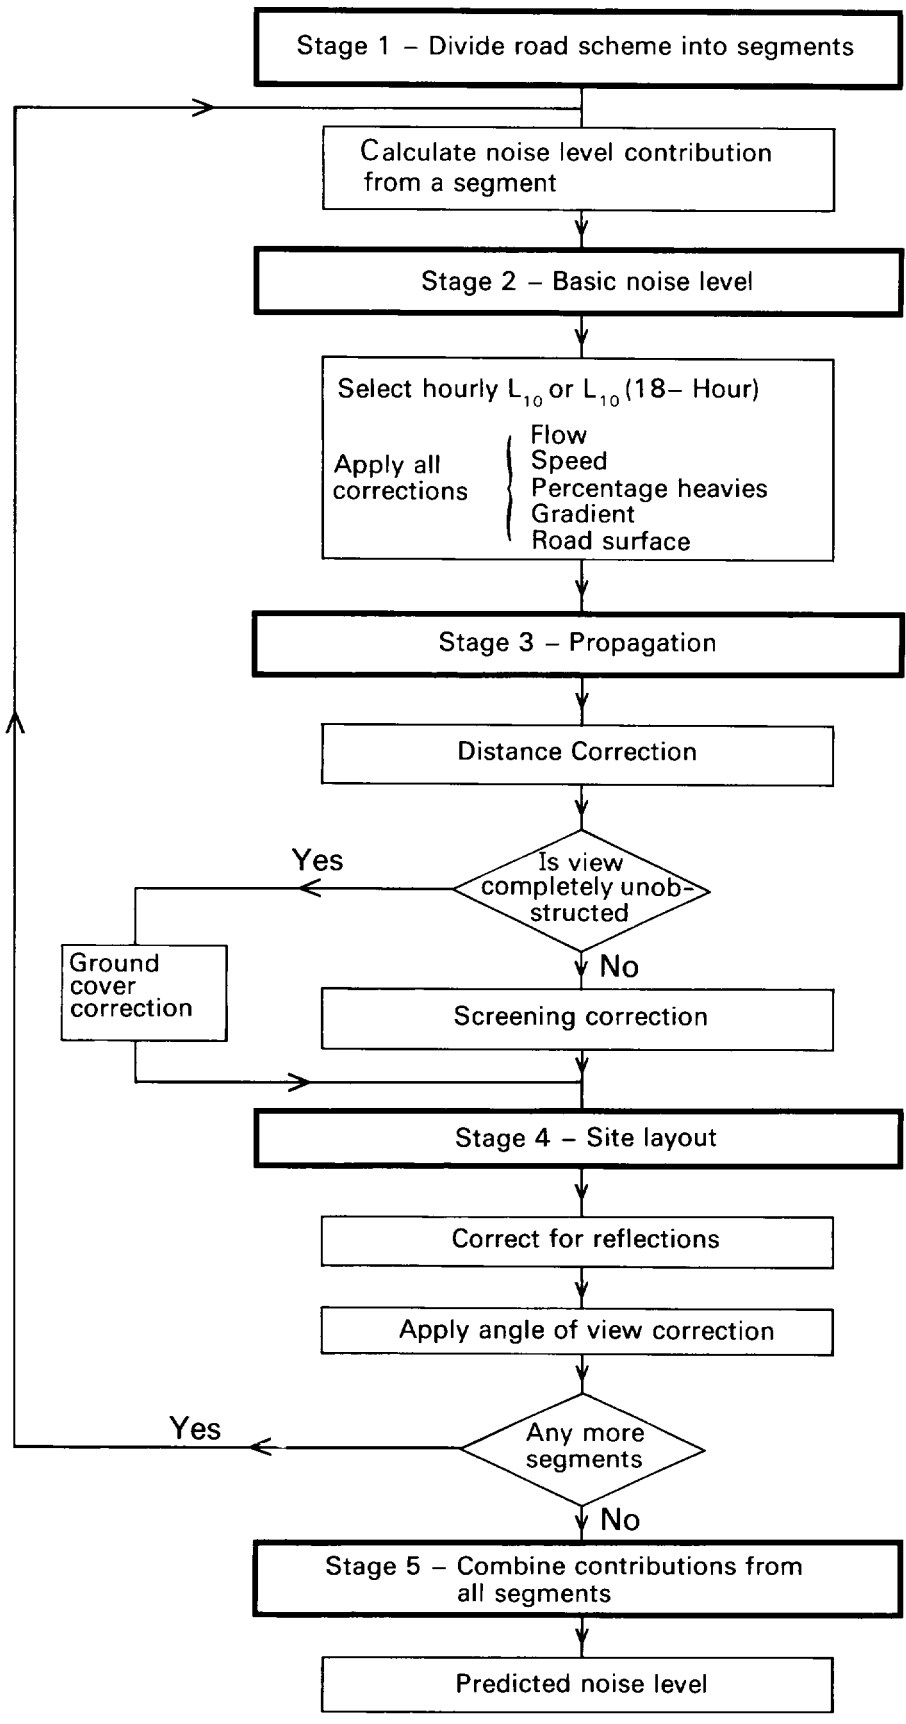 Stage 1 – Divide road scheme into segments
Calculate noise level contribution
from a segment
Stage 2 – Basic noise level
Select hourly L10 or L10 (18– Hour)
Apply all
corrections
Flow
Speed
Percentage heavies
Gradient
Road surface
Stage 3 – Propagation
Distance Correction
Is view
completely unob-
structed
Yes
No
Ground
cover
correction
Screening correction
Stage 4 – Site layout
Correct for reflections
Apply angle of view correction
Any more
segments
Yes
No
Stage 5 – Combine contributions from
all segments
Predicted noise level